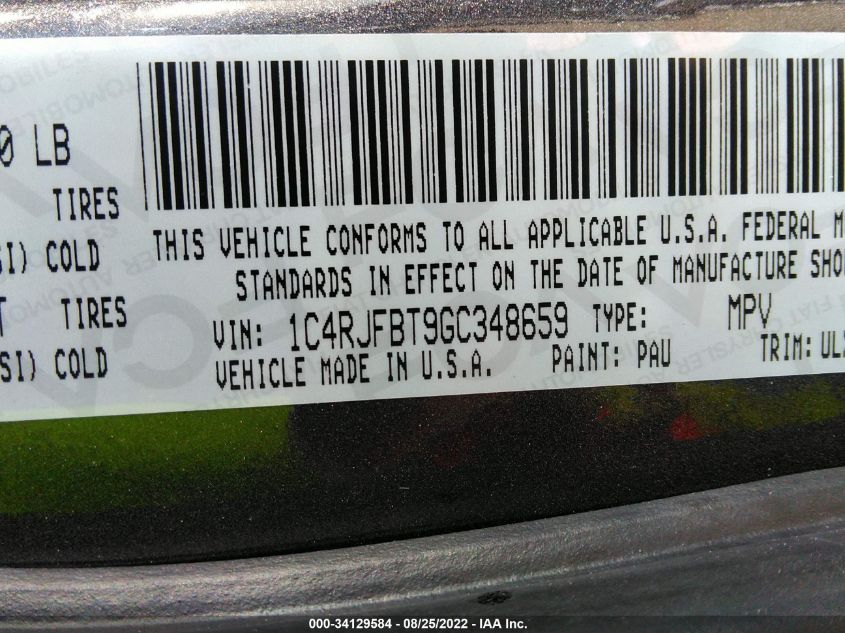 0 LB
TIRES
SI) COLD
TIRES
SI) COLD
THIS VEHICLE CONFORMS TO ALL APPLICABLE U.S.A. FEDERAL M
STANDARDS IN EFFECT ON THE DATE OF MANUFACTURE SHO
VIN: 1C4RJFBT9GC348659 TYPE: MPV
VEHICLE MADE IN U.S.A. PAINT: PAU TRIM: UL
000-34129584 - 08/25/2022 - IAA Inc.